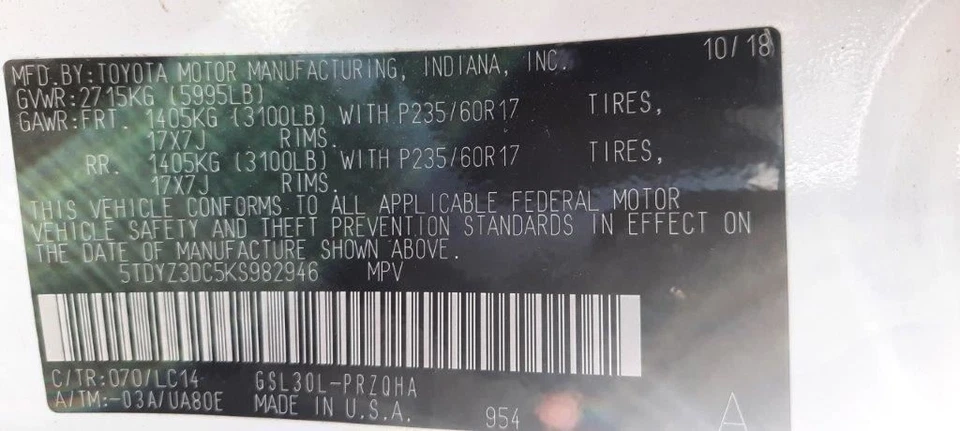 10/18
MFD.BY:TOYOTA MOTOR MANUFACTURING, INDIANA, INC.
GVWR:2715KG (5995LB)
GAWR:FRT. 1405KG (3100LB) WITH P235/60R17 TIRES,
17X7J RIMS.
RR. 1405KG (3100LB) WITH P235/60R17 TIRES,
17X7J RIMS.
THIS VEHICLE CONFORMS TO ALL APPLICABLE FEDERAL MOTOR
VEHICLE SAFETY AND THEFT PREVENTION STANDARDS IN EFFECT ON
THE DATE OF MANUFACTURE SHOWN ABOVE.
5TDYZ3DC5KS982946 MPV
C/TR:070/LC14 GSL30L-PRZQHA
A/TM:-03A/UA80E MADE IN U.S.A. 954 A